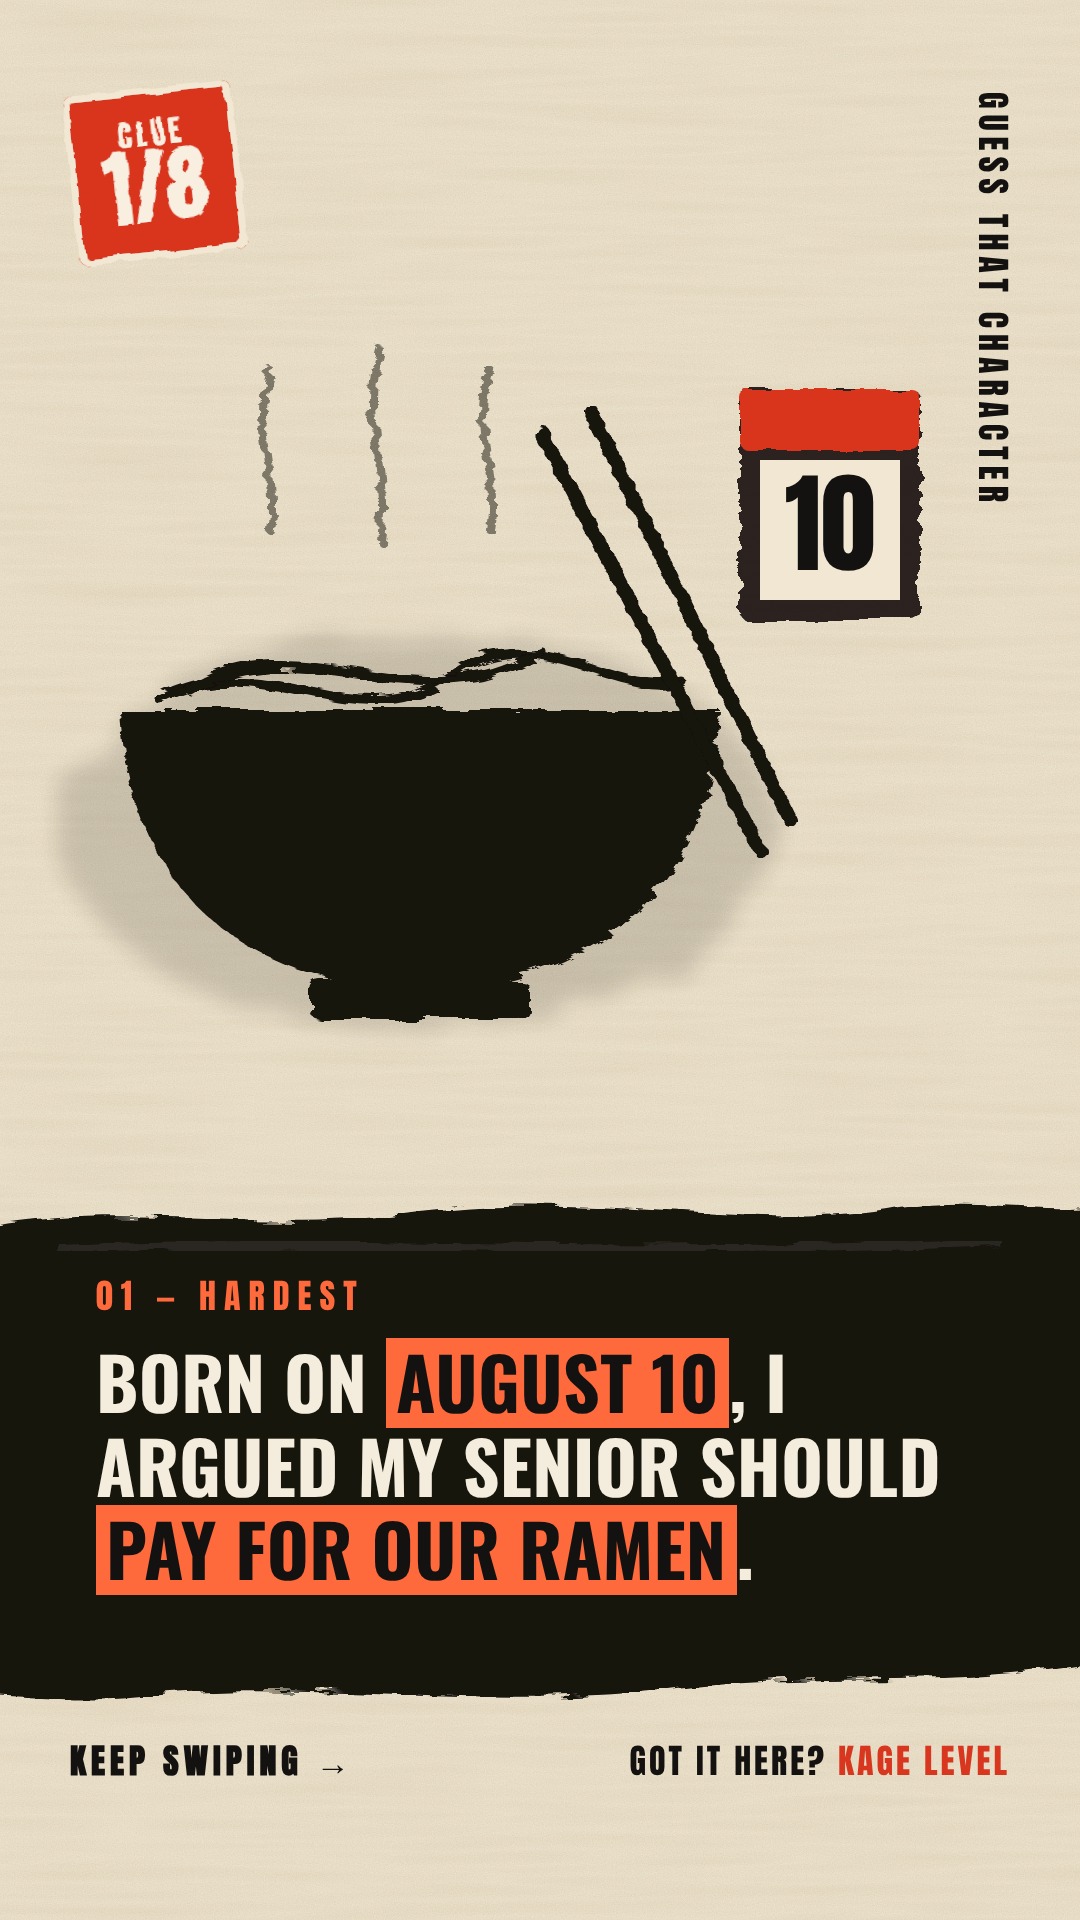 CLUE
1/8
GUESS THAT CHARACTER
10
01 – HARDEST
BORN ON AUGUST 10, I
ARGUED MY SENIOR SHOULD
PAY FOR OUR RAMEN.
KEEP SWIPING →
GOT IT HERE? KAGE LEVEL